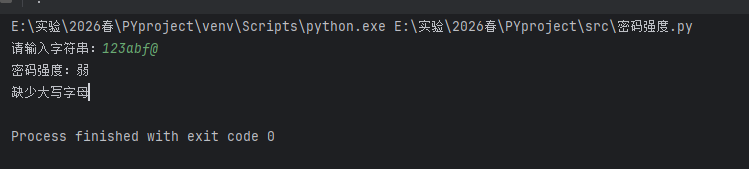 E:\实验\2026春\PYproject\venv\Scripts\python.exe E:\实验\2026春\PYproject\src\密码强度.py
请输入字符串：123abf@
密码强度：弱
缺少大写字母
Process finished with exit code 0